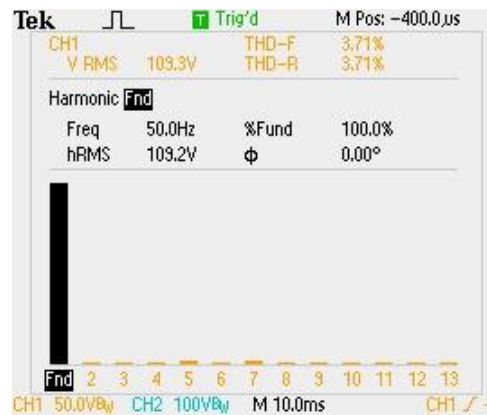 Tek Trig'd M Pos: -400.0µs
CH1 THD-F 3.71%
V RMS 109.3V THD-R 3.71%
Harmonic Fnd
Freq 50.0Hz %Fund 100.0%
hRMS 109.2V ϕ 0.00°
Fnd 2 3 4 5 6 7 8 9 10 11 12 13
CH1 50.0VBW CH2 100VBW M 10.0ms CH1